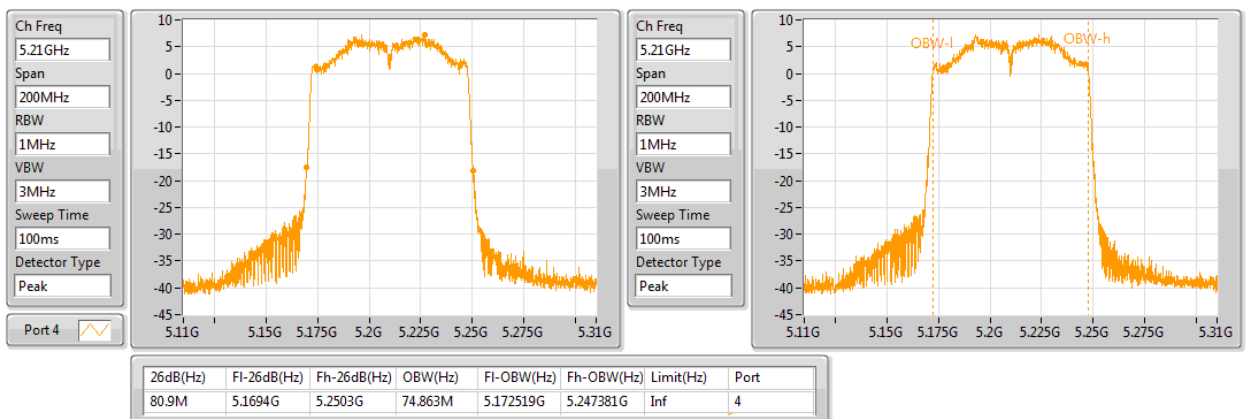 Ch Freq
5.21GHz
Span
200MHz
RBW
1MHz
VBW
3MHz
Sweep Time
100ms
Detector Type
Peak
Port 4
10
5
0
-5
-10
-15
-20
-25
-30
-35
-40
-45
5.11G 5.15G 5.175G 5.2G 5.225G 5.25G 5.275G 5.31G
Ch Freq
5.21GHz
Span
200MHz
RBW
1MHz
VBW
3MHz
Sweep Time
100ms
Detector Type
Peak
10
5
0
-5
-10
-15
-20
-25
-30
-35
-40
-45
OBW-l OBW-h
5.11G 5.15G 5.175G 5.2G 5.225G 5.25G 5.275G 5.31G
26dB(Hz) Fl-26dB(Hz) Fh-26dB(Hz) OBW(Hz) Fl-OBW(Hz) Fh-OBW(Hz) Limit(Hz) Port
80.9M 5.1694G 5.2503G 74.863M 5.172519G 5.247381G Inf 4